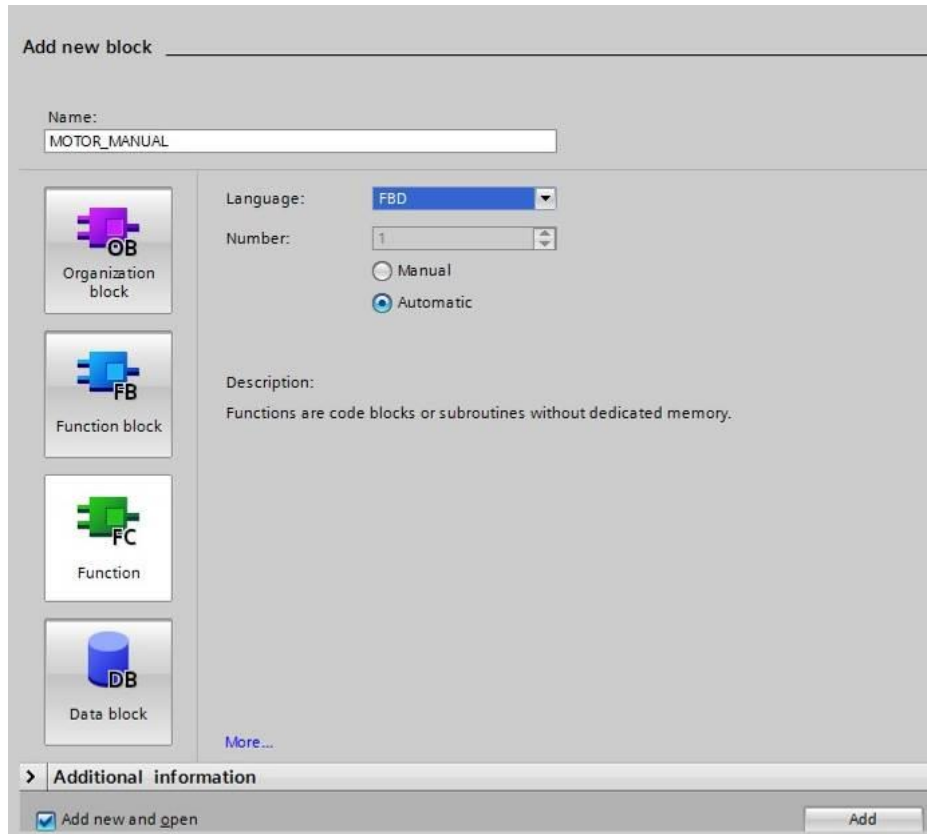 Add new block
Name:
MOTOR_MANUAL
OB
Organization
block
FB
Function block
FC
Function
DB
Data block
Language:
FBD
Number:
1
Manual
Automatic
Description:
Functions are code blocks or subroutines without dedicated memory.
More...
> Additional information
Add new and open
Add